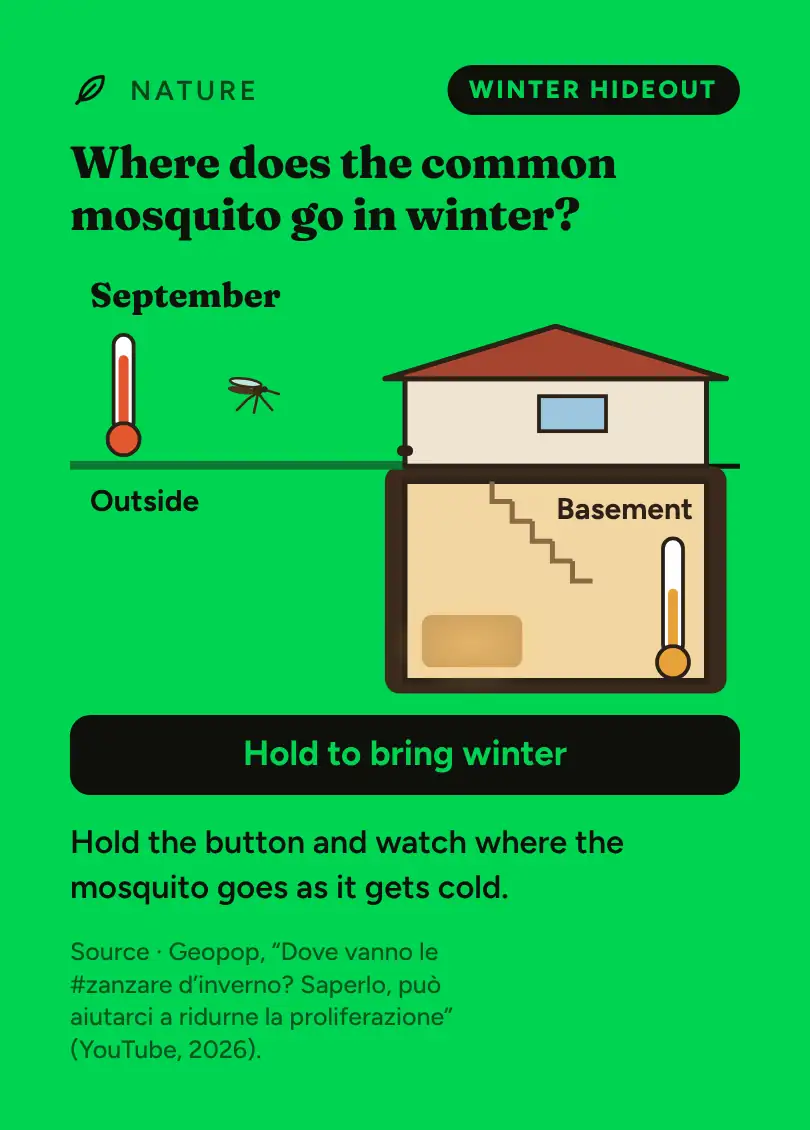 NATURE
WINTER HIDEOUT
Where does the common
mosquito go in winter?
September
Outside
Basement
Hold to bring winter
Hold the button and watch where the
mosquito goes as it gets cold.
Source · Geopop, “Dove vanno le
#zanzare d’inverno? Saperlo, può
aiutarci a ridurne la proliferazione”
(YouTube, 2026).